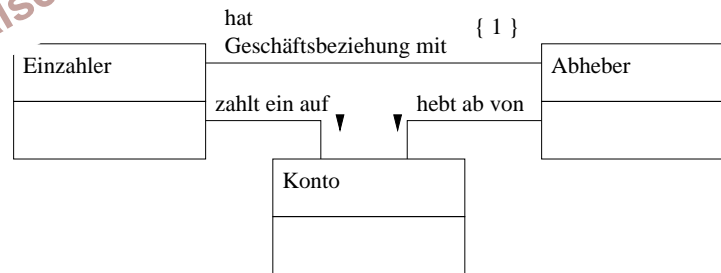 hat
Geschäftsbeziehung mit
{ 1 }
Einzahler
Abheber
zahlt ein auf
hebt ab von
Konto